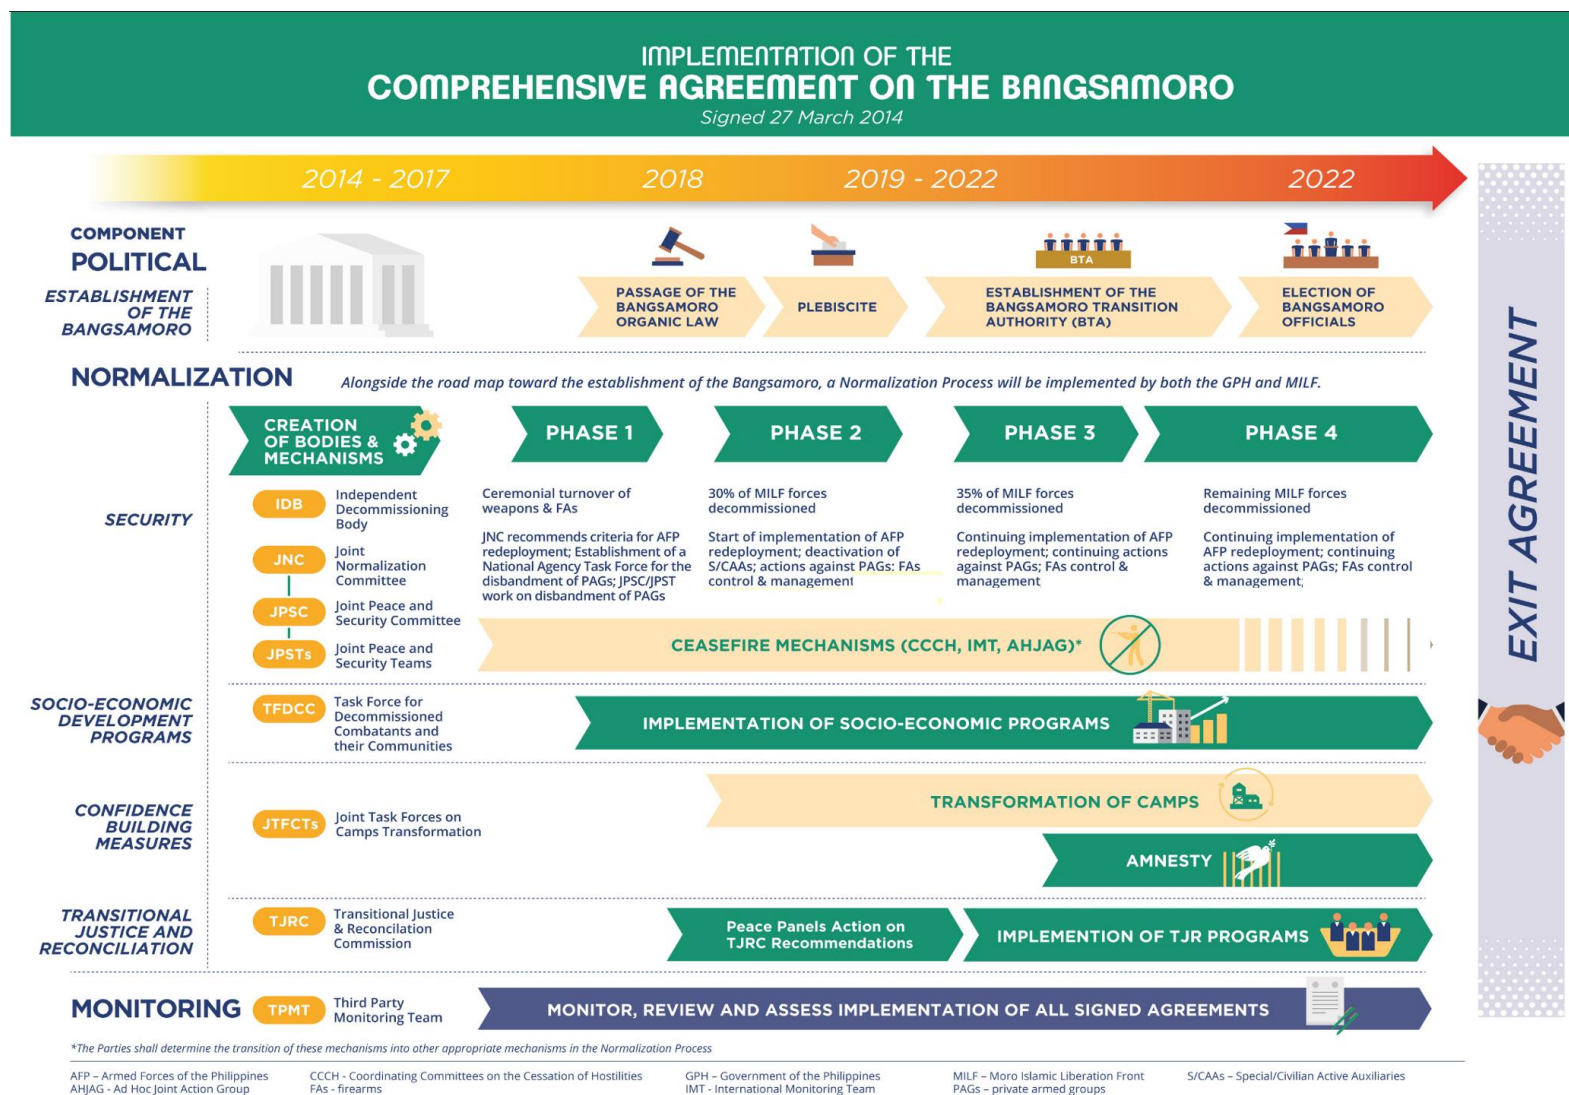 IMPLEMENTATION OF THE
COMPREHENSIVE AGREEMENT ON THE BANGSAMORO
Signed 27 March 2014
2014 - 2017
2018
2019 - 2022
2022
COMPONENT
POLITICAL
ESTABLISHMENT
OF THE
BANGSAMORO
PASSAGE OF THE
BANGSAMORO
ORGANIC LAW
PLEBISCITE
BTA
ESTABLISHMENT OF THE
BANGSAMORO TRANSITION
AUTHORITY (BTA)
ELECTION OF
BANGSAMORO
OFFICIALS
NORMALIZATION
Alongside the road map toward the establishment of the Bangsamoro, a Normalization Process will be implemented by both the GPH and MILF.
CREATION
OF BODIES &
MECHANISMS
PHASE 1
PHASE 2
PHASE 3
PHASE 4
SECURITY
IDB
Independent
Decommissioning
Body
JNC
Joint
Normalization
Committee
JPSC
Joint Peace and
Security Committee
JPSTs
Joint Peace and
Security Teams
Ceremonial turnover of
weapons & FAs
JNC recommends criteria for AFP
redeployment; Establishment of a
National Agency Task Force for the
disbandment of PAGs; JPSC/JPST
work on disbandment of PAGs
30% of MILF forces
decommissioned
Start of implementation of AFP
redeployment; deactivation of
S/CAAs; actions against PAGs: FAs
control & management
35% of MILF forces
decommissioned
Continuing implementation of AFP
redeployment; continuing actions
against PAGs; FAs control &
management
Remaining MILF forces
decommissioned
Continuing implementation of
AFP redeployment; continuing
actions against PAGs; FAs control
& management;
CEASEFIRE MECHANISMS (CCCH, IMT, AHJAG)*
SOCIO-ECONOMIC
DEVELOPMENT
PROGRAMS
TFDCC
Task Force for
Decommissioned
Combatants and
their Communities
IMPLEMENTATION OF SOCIO-ECONOMIC PROGRAMS
CONFIDENCE
BUILDING
MEASURES
JTFCTs
Joint Task Forces on
Camps Transformation
TRANSFORMATION OF CAMPS
AMNESTY
TRANSITIONAL
JUSTICE AND
RECONCILIATION
TJRC
Transitional Justice
& Reconcilation
Commission
Peace Panels Action on
TJRC Recommendations
IMPLEMENTION OF TJR PROGRAMS
MONITORING
TPMT
Third Party
Monitoring Team
MONITOR, REVIEW AND ASSESS IMPLEMENTATION OF ALL SIGNED AGREEMENTS
EXIT AGREEMENT
*The Parties shall determine the transition of these mechanisms into other appropriate mechanisms in the Normalization Process
AFP – Armed Forces of the Philippines
AHJAG - Ad Hoc Joint Action Group
CCCH - Coordinating Committees on the Cessation of Hostilities
FAs - firearms
GPH – Government of the Philippines
IMT - International Monitoring Team
MILF – Moro Islamic Liberation Front
PAGs – private armed groups
S/CAAs – Special/Civilian Active Auxiliaries